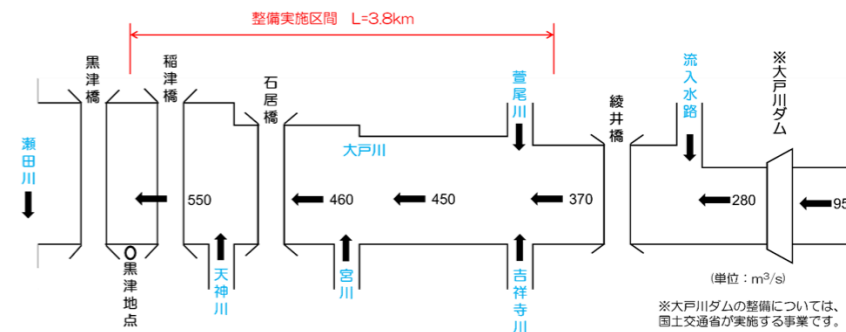 整備実施区間 L=3.8km
黒津橋
稲津橋
石居橋
萱尾川
綾井橋
流入水路
※大戸川ダム
瀬田川
大戸川
550
460
450
370
280
黒津地点
天神川
宮川
吉祥寺川
(単位：m³/s)
※大戸川ダムの整備については、
国土交通省が実施する事業です。